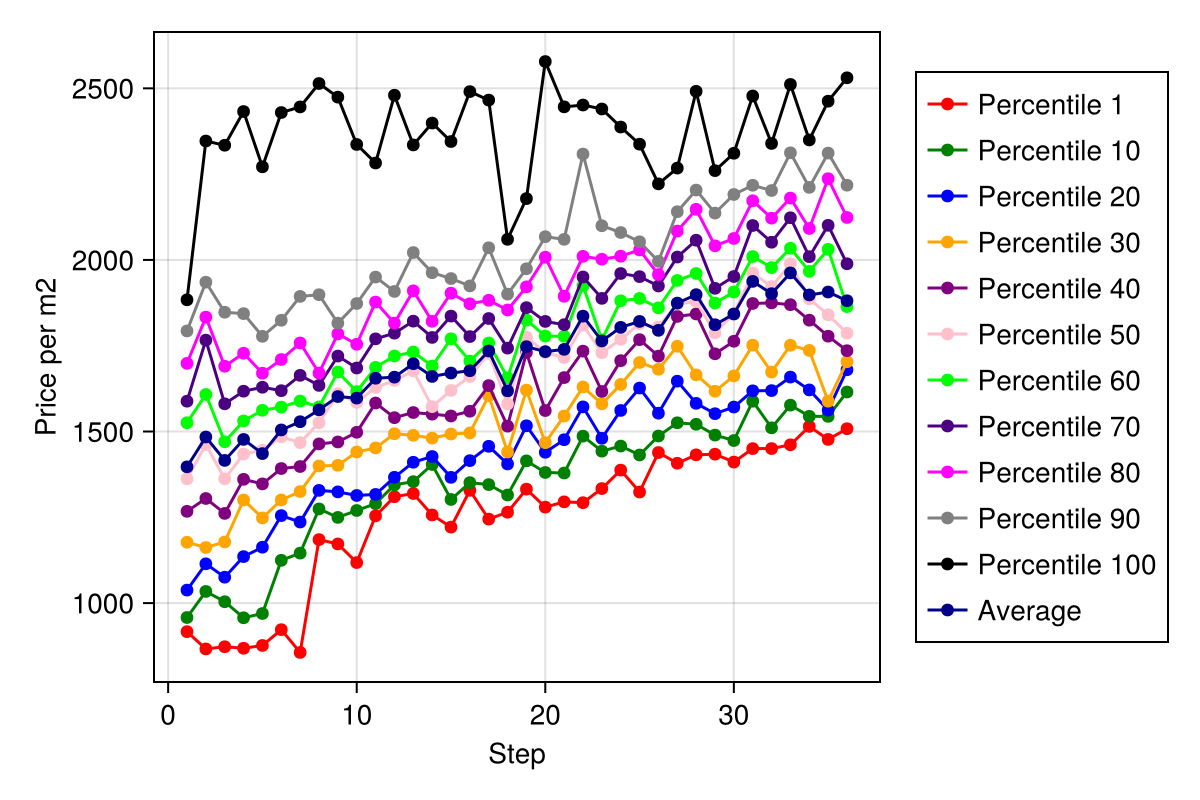 2500
2000
1500
1000
Price per m2
0 10 20 30
Step
Percentile 1
Percentile 10
Percentile 20
Percentile 30
Percentile 40
Percentile 50
Percentile 60
Percentile 70
Percentile 80
Percentile 90
Percentile 100
Average